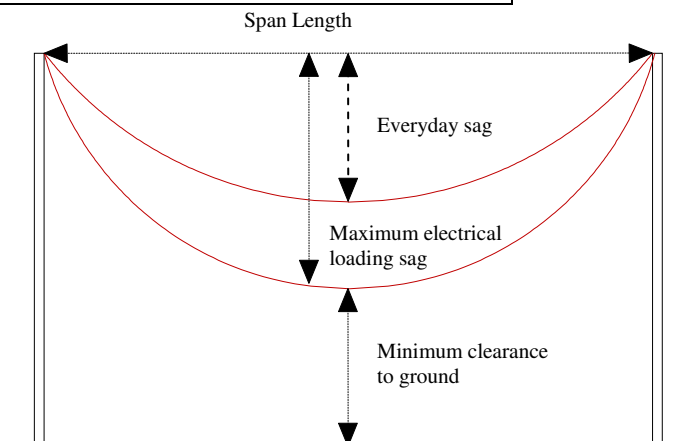 Span Length
Everyday sag
Maximum electrical
loading sag
Minimum clearance
to ground